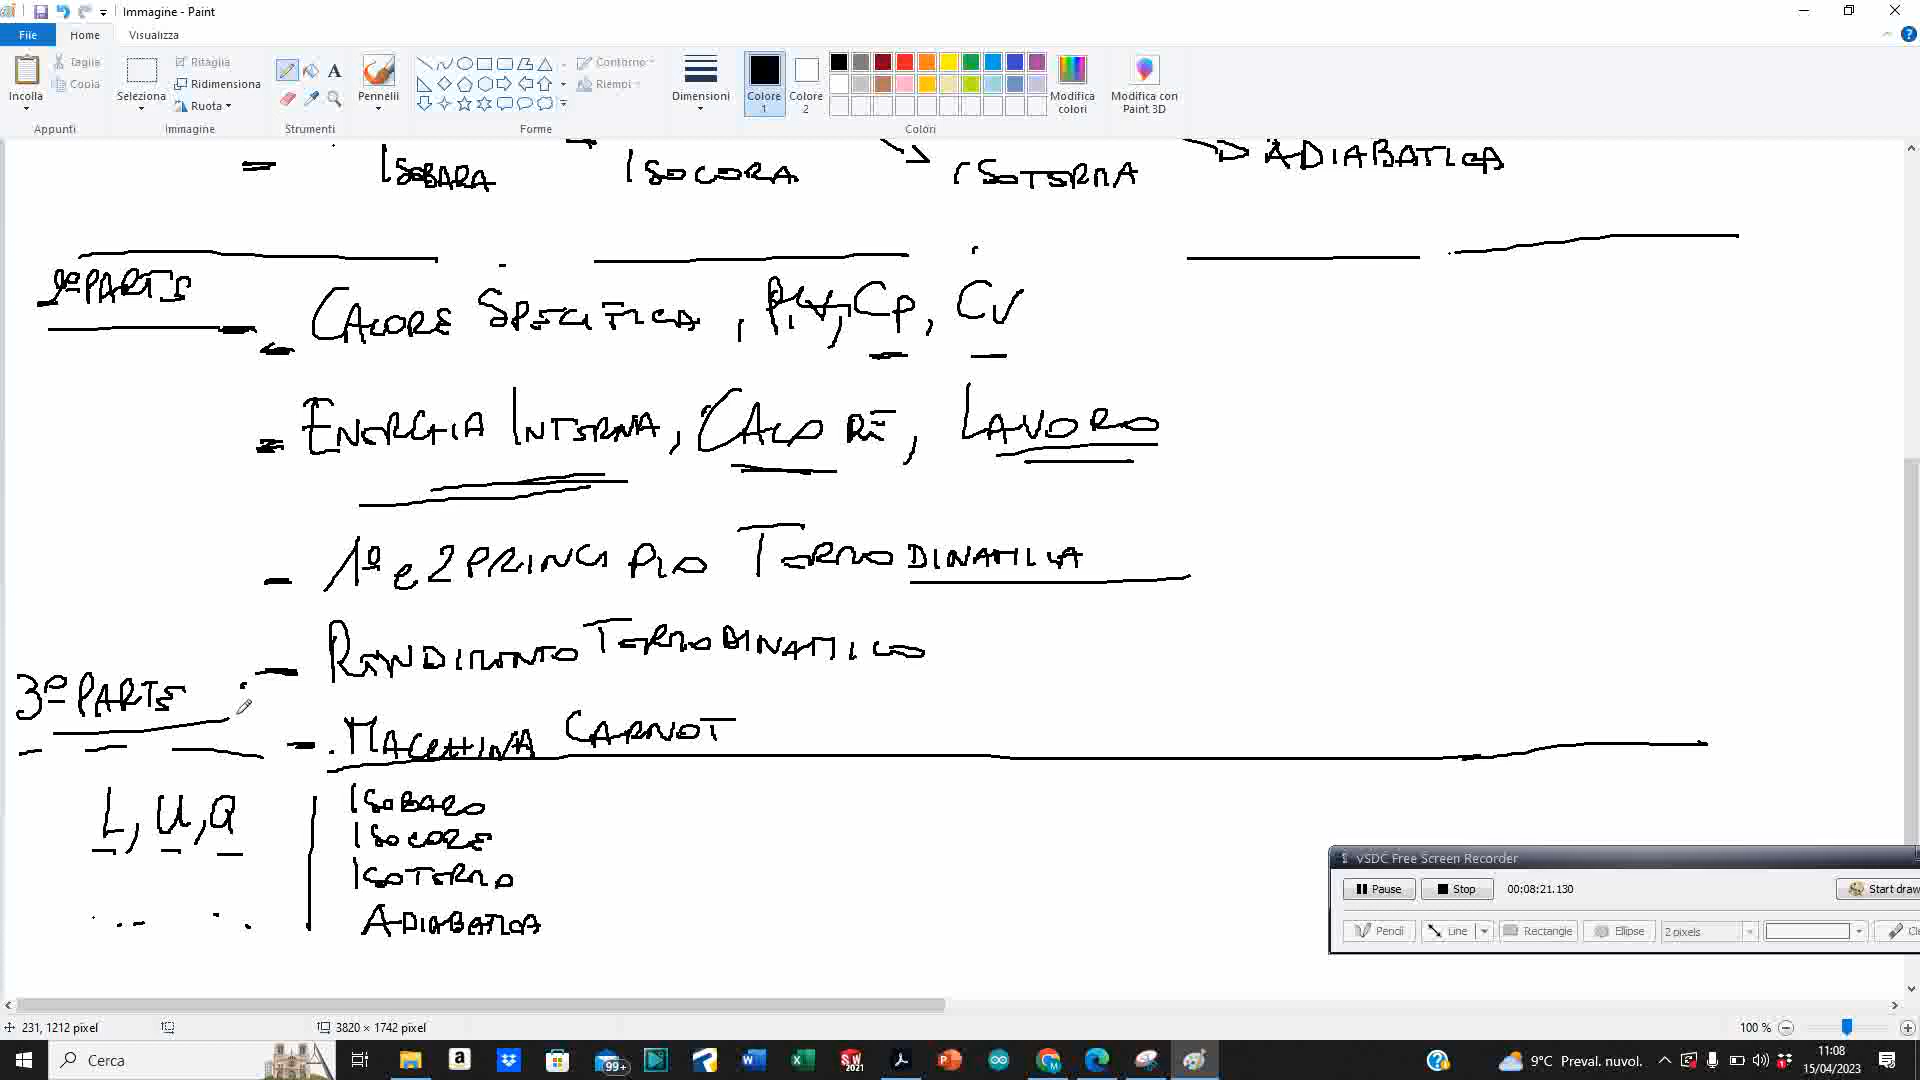 Immagine - Paint
File Home Visualizza
Incolla Taglia Copia Seleziona Ritaglia Ridimensiona Ruota Pennelli Contorno Riempi Dimensioni Colore 1 Colore 2 Modifica colori Modifica con Paint 3D
Appunti Immagine Strumenti Forme Colori
= ISOBARA ISOCORA ISOTERMA ADIABATICA
PARTE
- CALORE SPECIFICA, P, V, Cp, Cv
= ENERGIA INTERNA, CALORE, LAVORO
- 1º e 2 PRINCIPIO TERMODINAMICA
- RENDIMENTO TERMODINAMICO
3ª PARTE
- MACCHINA CARNOT
L, U, Q
ISOBARO
ISOCORE
ISOTERMO
ADIABATICA
VSDC Free Screen Recorder
Pause Stop 00:08:21.130 Start draw
Pencil Line Rectangle Ellipse 2 pixels Cle
231, 1212 pixel 3820 × 1742 pixel 100 %
Cerca 99+ 2021 9°C Preval. nuvol. 11:08
15/04/2023